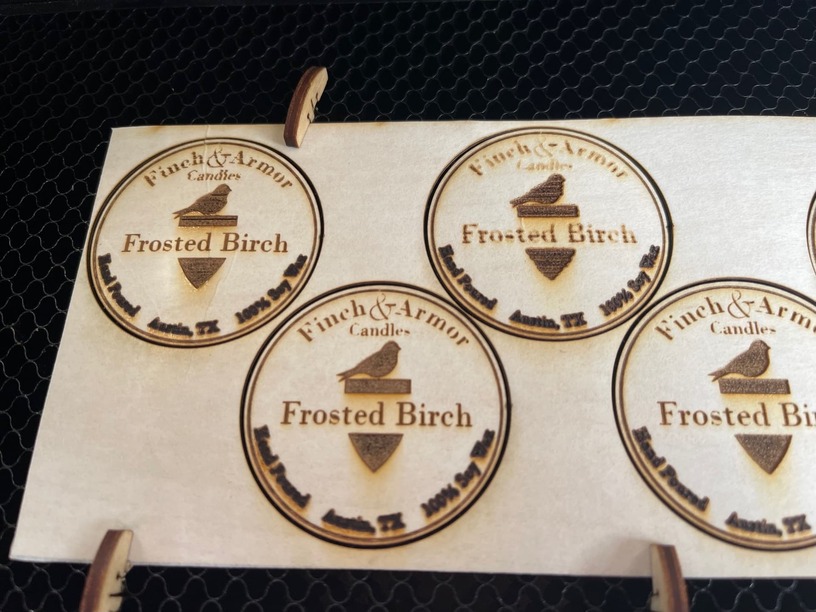 Finch & Armor
Candles
Frosted Birch
Hand Poured
Austin, TX
100% Soy Wax
Finch & Armor
Candles
Frosted Birch
Hand Poured
Austin, TX
100% Soy Wax
Finch & Armor
Candles
Frosted Birch
Hand Poured
Austin, TX
100% Soy Wax
Finch & Armo
Candles
Frosted Bi
Hand Poured
Austin, TX